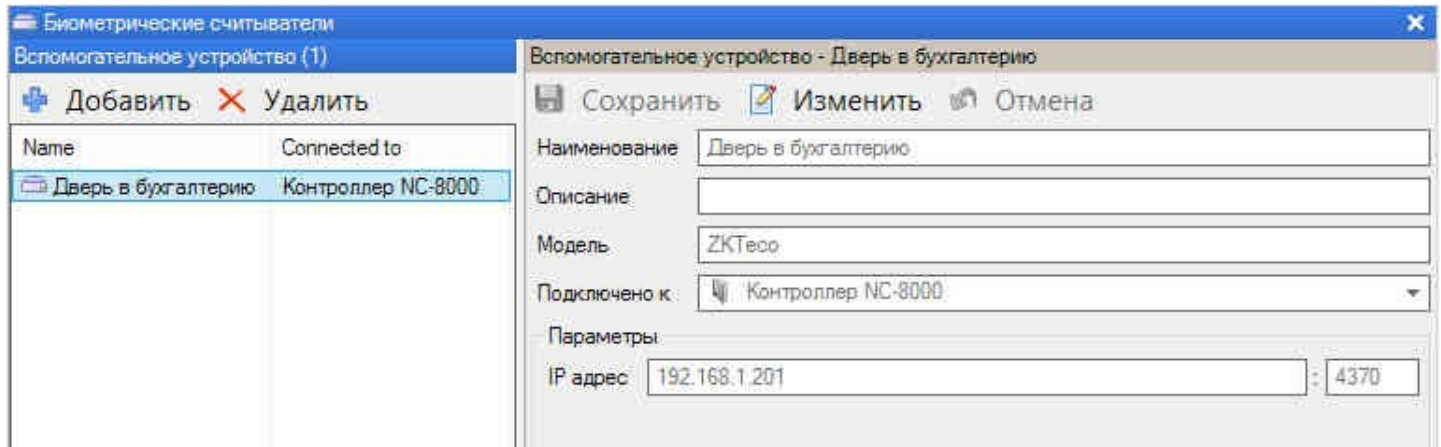 Биометрические считыватели
Вспомогательное устройство (1)
Добавить Удалить
Name Connected to
Дверь в бухгалтерию Контроллер NC-8000
Вспомогательное устройство - Дверь в бухгалтерию
Сохранить Изменить Отмена
Наименование Дверь в бухгалтерию
Описание
Модель ZKTeco
Подключено к Контроллер NC-8000
Параметры
IP адрес 192.168.1.201 : 4370